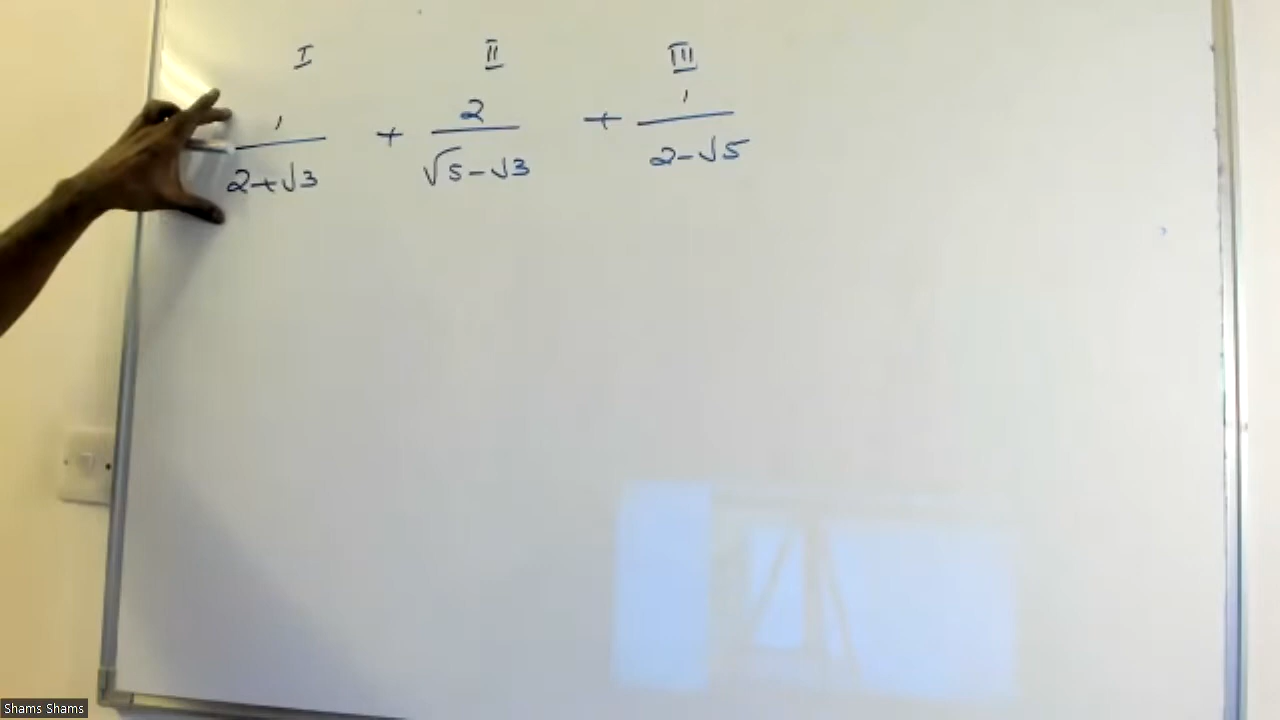 I II III
1/(2+√3) + 2/(√5-√3) + 1/(2-√5)
Shams Shams